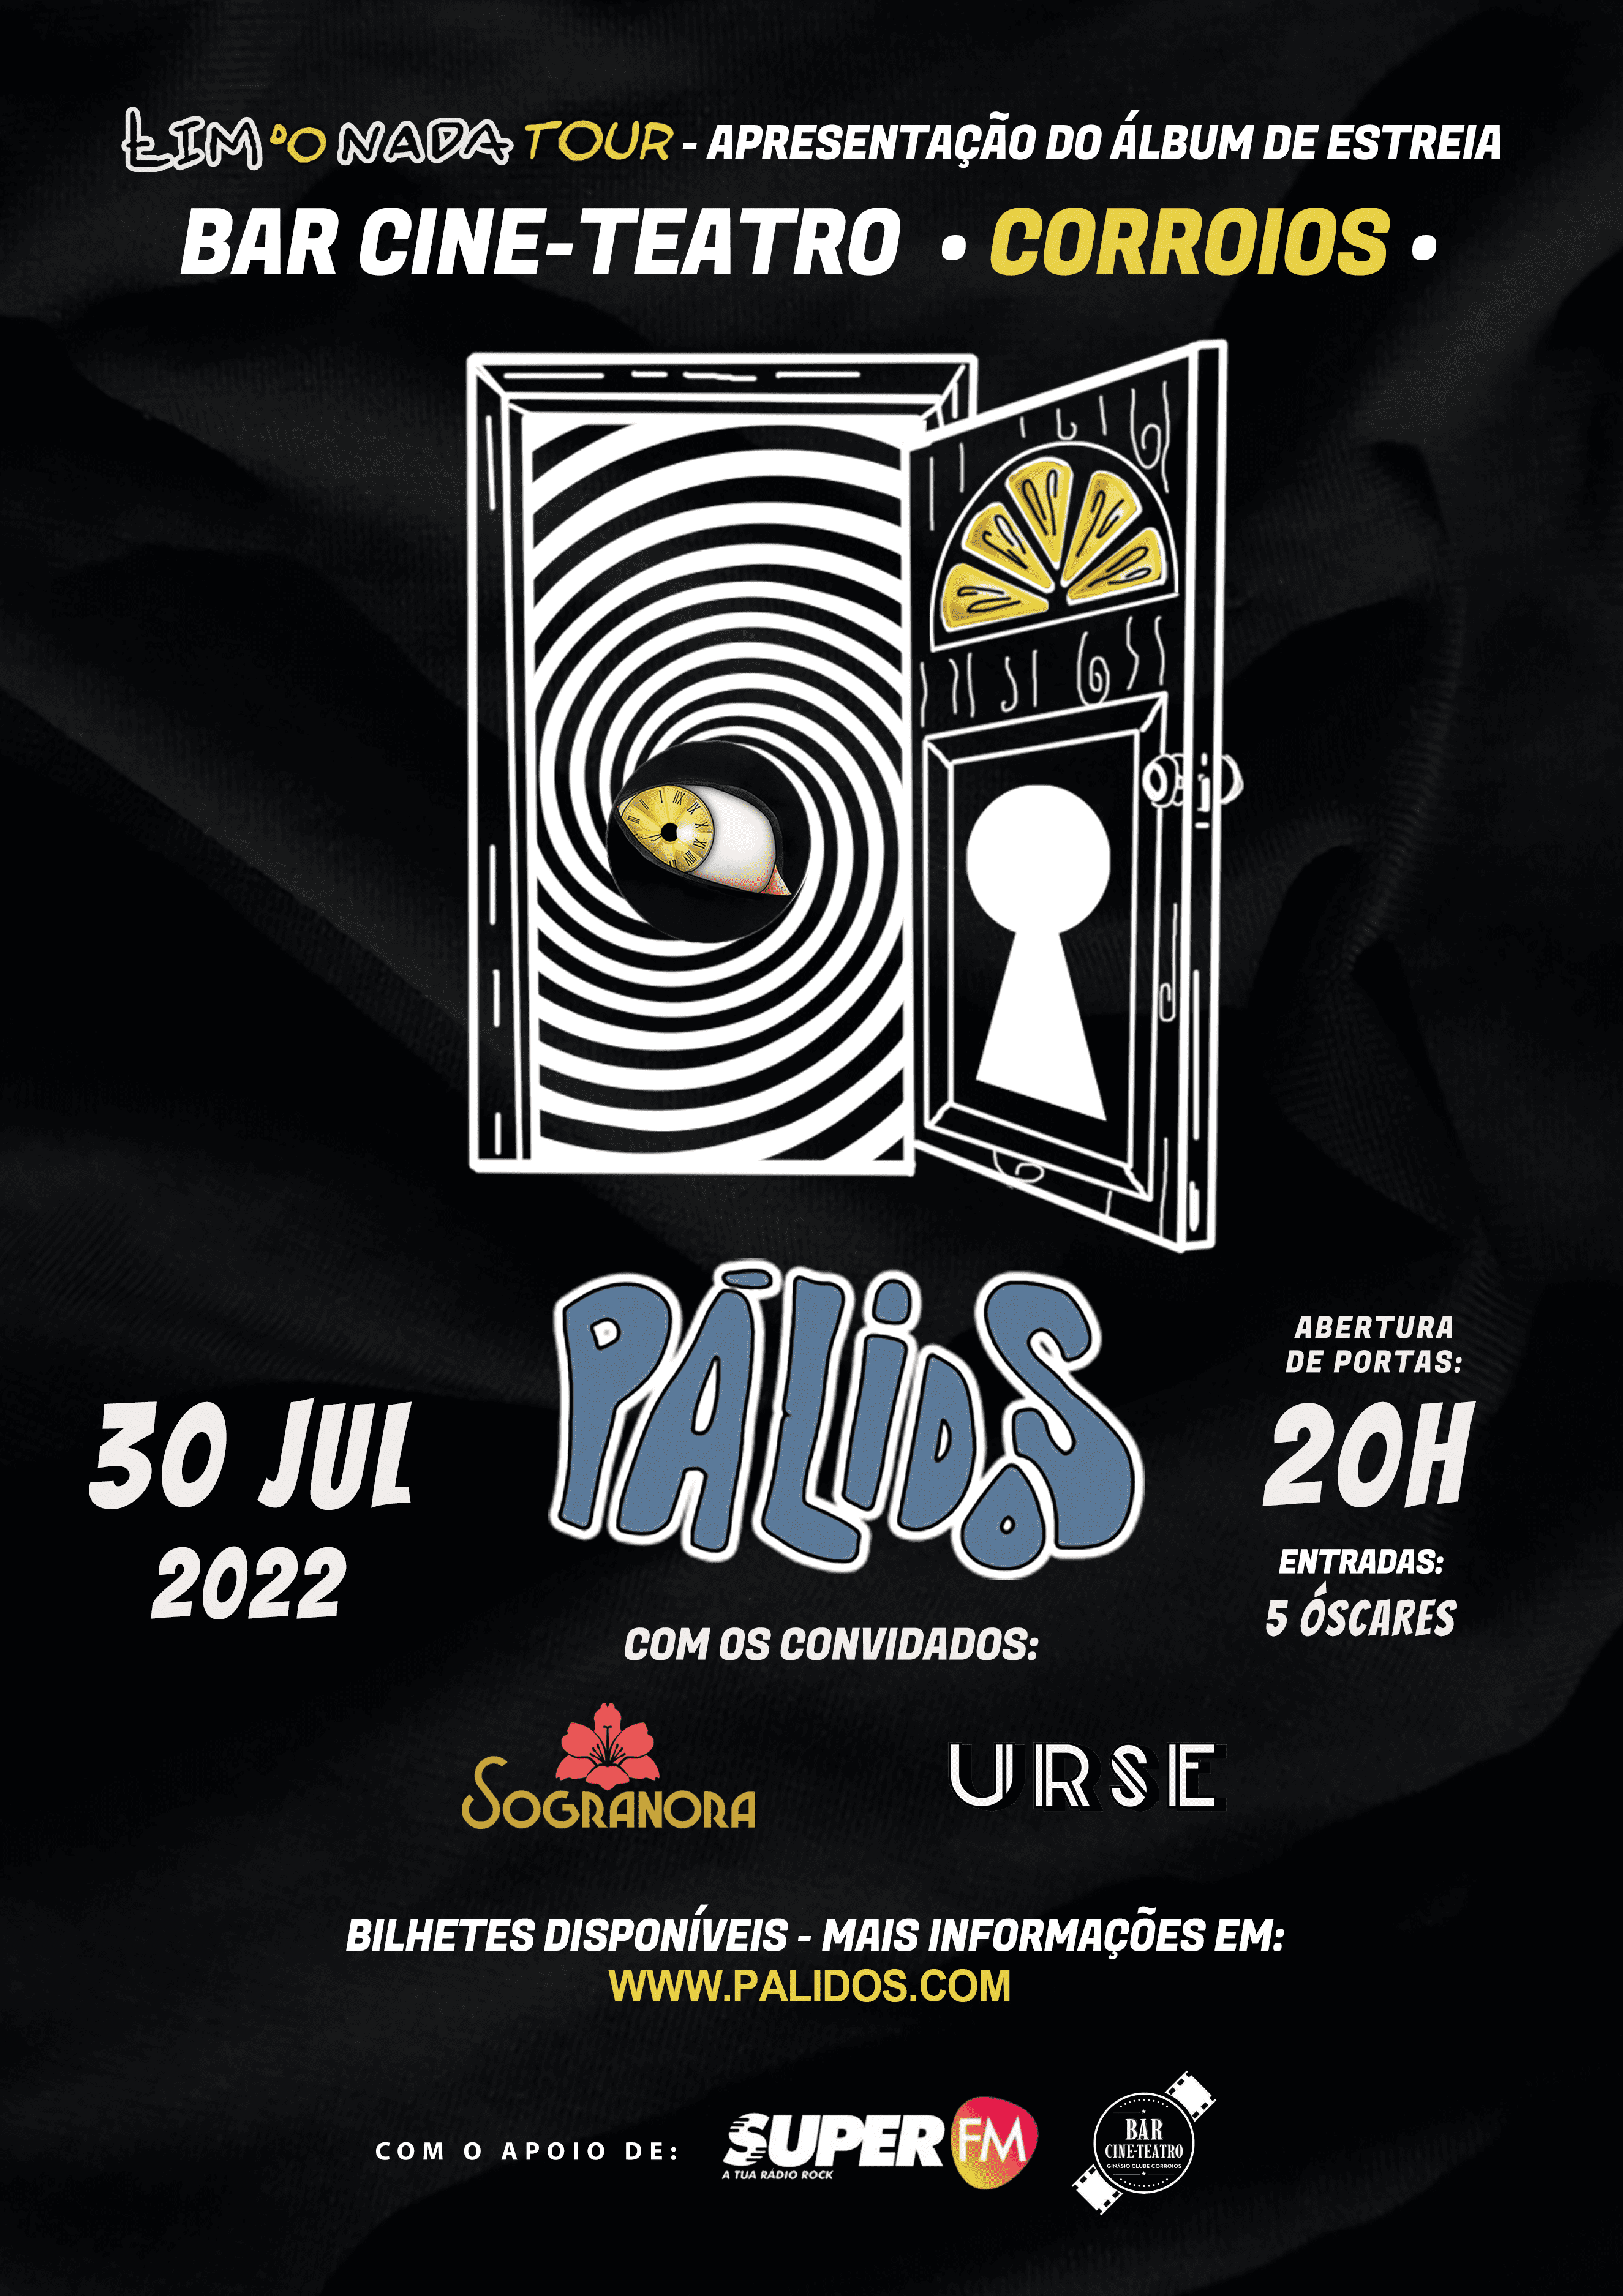 LIM'O NADA TOUR - APRESENTAÇÃO DO ÁLBUM DE ESTREIA
BAR CINE-TEATRO • CORROIOS •
PÁLIDOS
30 JUL
2022
ABERTURA
DE PORTAS:
20H
ENTRADAS:
5 ÓSCARES
COM OS CONVIDADOS:
SOGRANORA
URSE
BILHETES DISPONÍVEIS - MAIS INFORMAÇÕES EM:
WWW.PALIDOS.COM
COM O APOIO DE:
SUPER FM
A TUA RÁDIO ROCK
BAR
CINE-TEATRO
GINÁSIO CLUBE CORROIOS